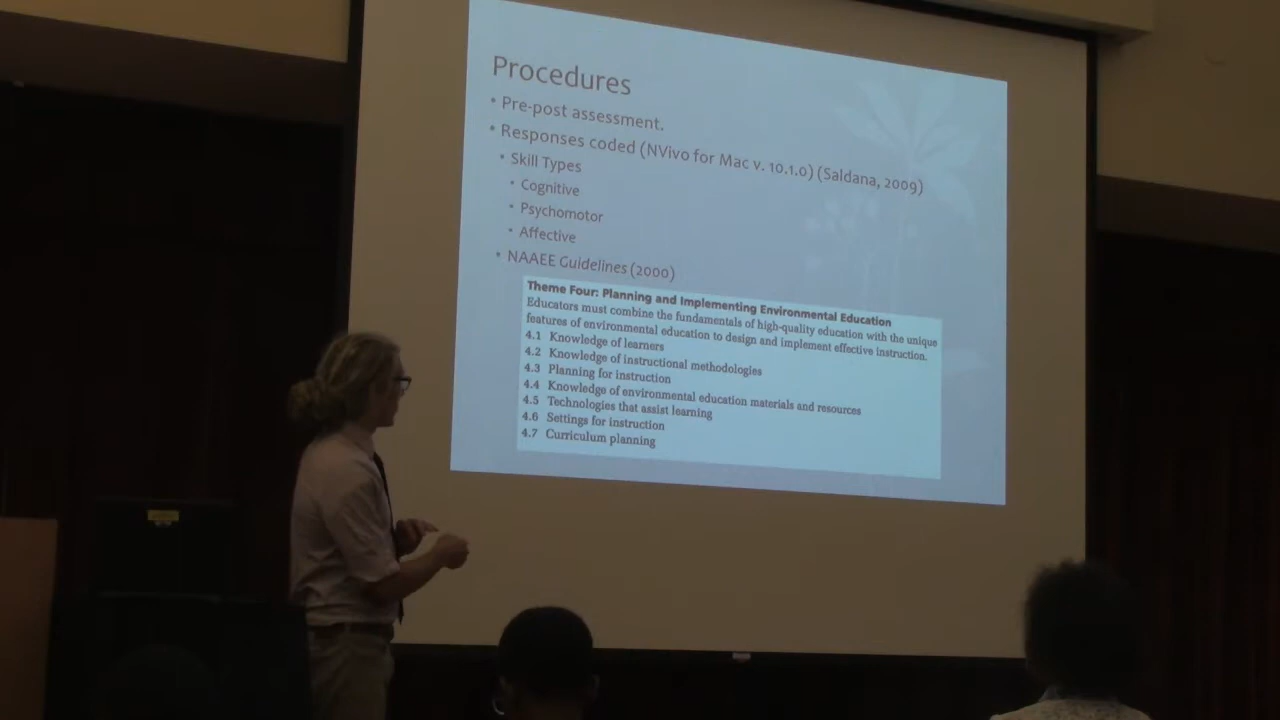 Procedures
• Pre-post assessment.
• Responses coded (NVivo for Mac v. 10.1.0) (Saldana, 2009)
• Skill Types
• Cognitive
• Psychomotor
• Affective
• NAAEE Guidelines (2000)
Theme Four: Planning and Implementing Environmental Education
Educators must combine the fundamentals of high-quality education with the unique
features of environmental education to design and implement effective instruction.
4.1 Knowledge of learners
4.2 Knowledge of instructional methodologies
4.3 Planning for instruction
4.4 Knowledge of environmental education materials and resources
4.5 Technologies that assist learning
4.6 Settings for instruction
4.7 Curriculum planning